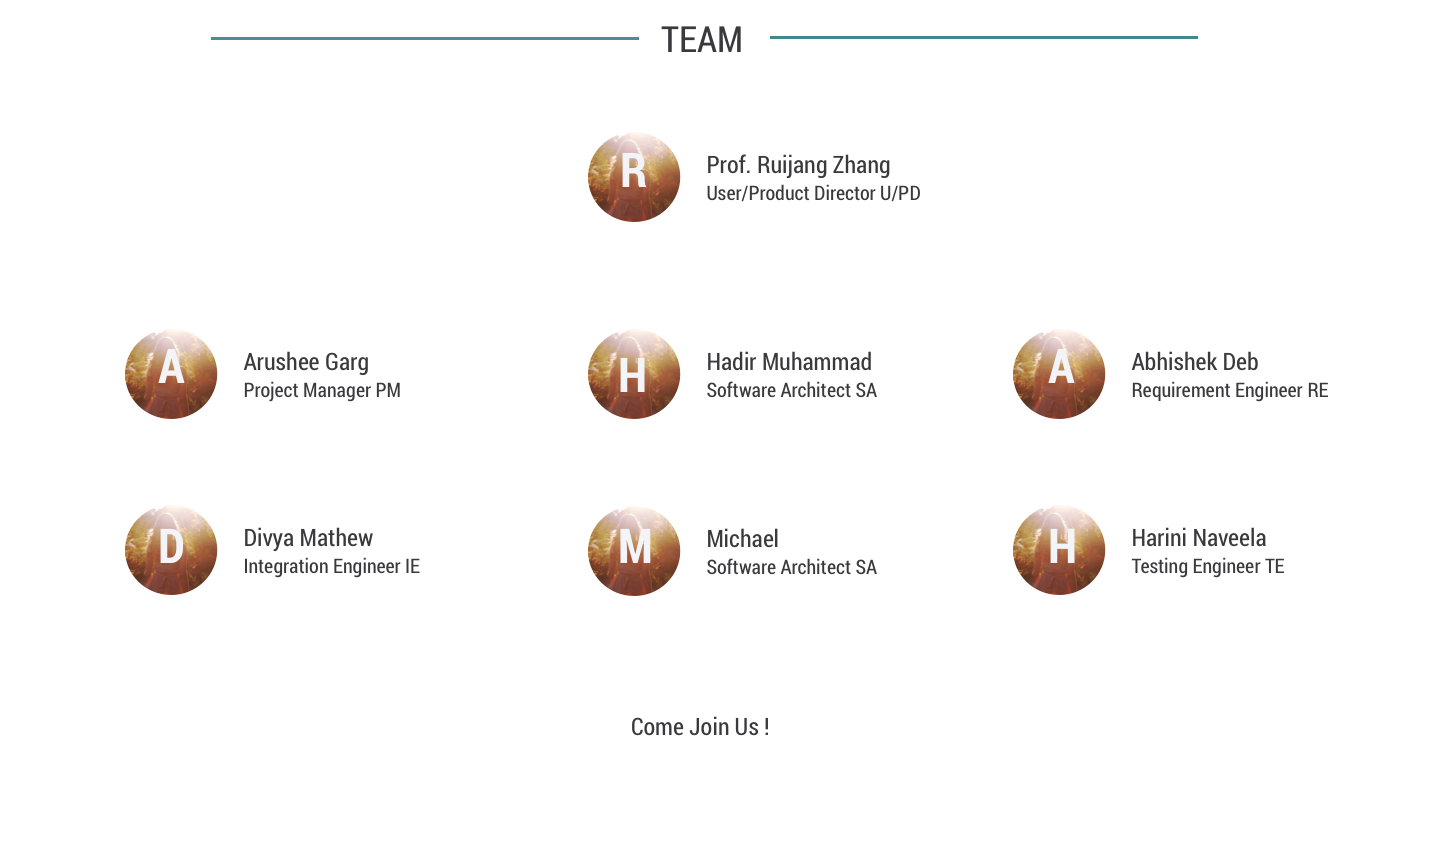 TEAM
R
Prof. Ruijang Zhang
User/Product Director U/PD
A
Arushee Garg
Project Manager PM
H
Hadir Muhammad
Software Architect SA
A
Abhishek Deb
Requirement Engineer RE
D
Divya Mathew
Integration Engineer IE
M
Michael
Software Architect SA
H
Harini Naveela
Testing Engineer TE
Come Join Us !